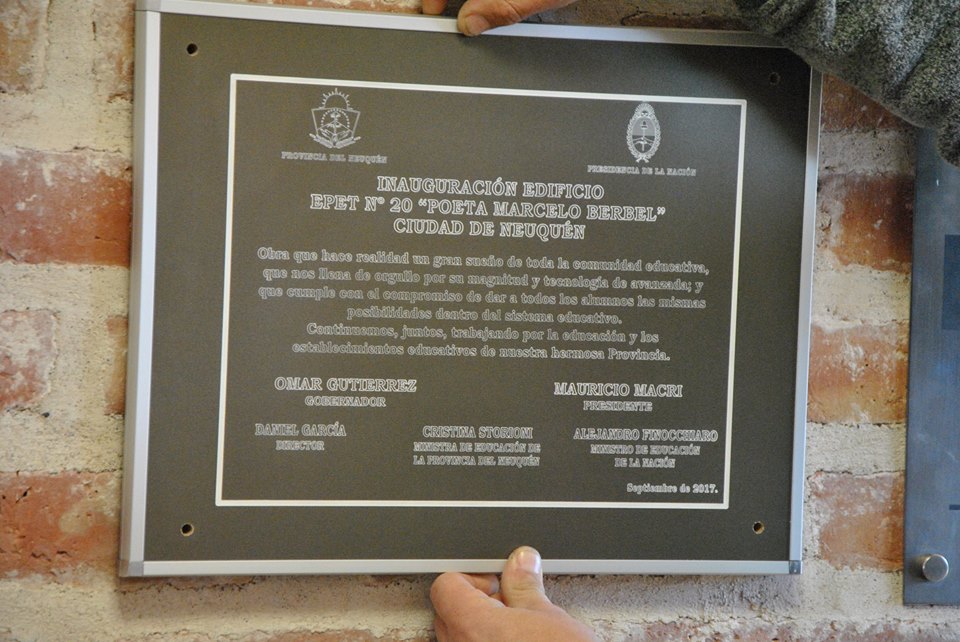 PROVINCIA DEL NEUQUÉN
PRESIDENCIA DE LA NACIÓN
INAUGURACIÓN EDIFICIO
EPET Nº 20 "POETA MARCELO BERBEL"
CIUDAD DE NEUQUÉN
Obra que hace realidad un gran sueño de toda la comunidad educativa,
que nos llena de orgullo por su magnitud y tecnología de avanzada; y
que cumple con el compromiso de dar a todos los alumnos las mismas
posibilidades dentro del sistema educativo.
Continuemos, juntos, trabajando por la educación y los
establecimientos educativos de nuestra hermosa Provincia.
OMAR GUTIERREZ
GOBERNADOR
MAURICIO MACRI
PRESIDENTE
DANIEL GARCÍA
DIRECTOR
CRISTINA STORIONI
MINISTRA DE EDUCACIÓN DE
LA PROVINCIA DEL NEUQUÉN
ALEJANDRO FINOCCHIARO
MINISTRO DE EDUCACIÓN
DE LA NACIÓN
Septiembre de 2017.